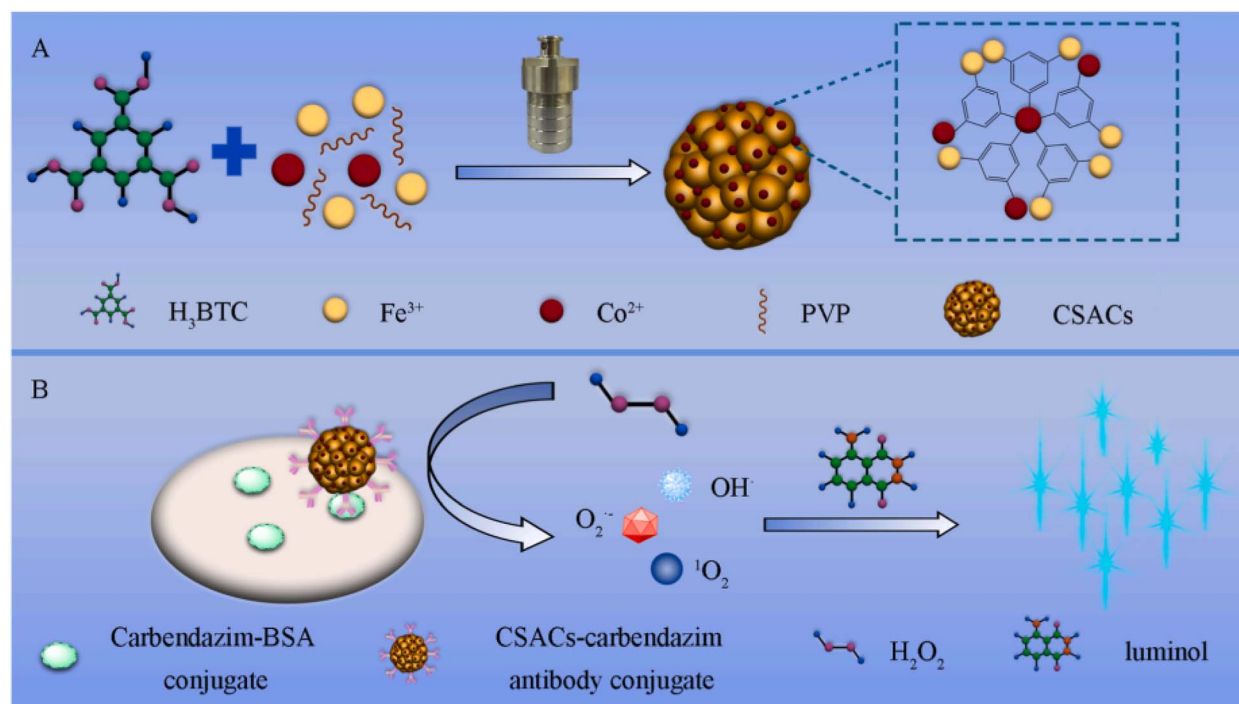 A
H₃BTC
Fe³⁺
Co²⁺
PVP
CSACs
B
OH·
O₂·⁻
¹O₂
Carbendazim-BSA
conjugate
CSACs-carbendazim
antibody conjugate
H₂O₂
luminol